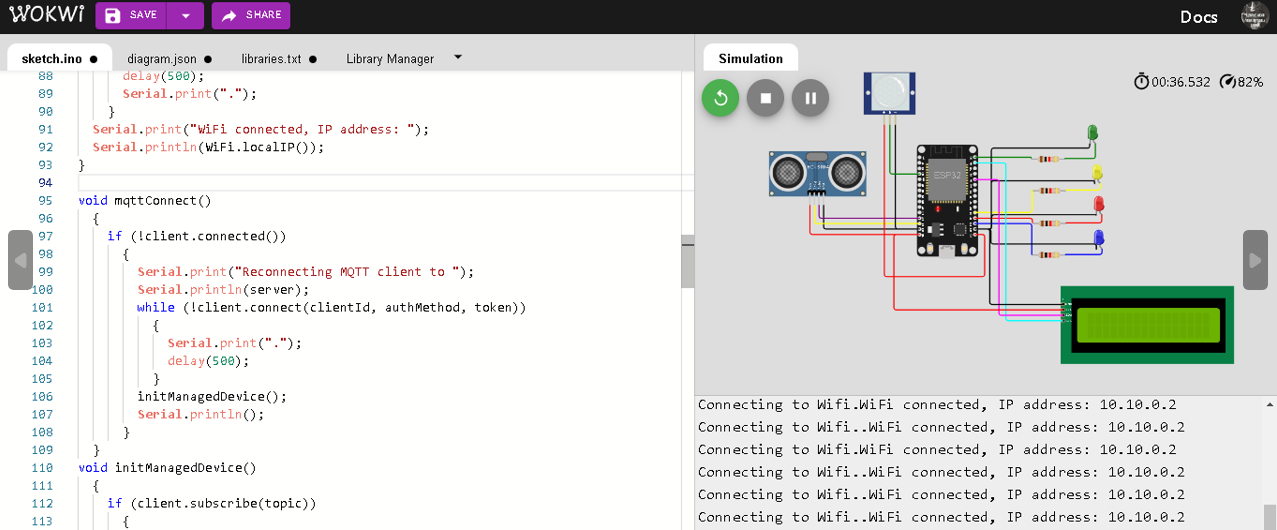 WOKWi SAVE SHARE Docs
sketch.ino diagram.json libraries.txt Library Manager
Simulation
00:36.532 82%
88 delay(500);
89 Serial.print(".");
90 }
91 Serial.print("WiFi connected, IP address: ");
92 Serial.println(WiFi.localIP());
93 }
94
95 void mqttConnect()
96 {
97 if (!client.connected())
98 {
99 Serial.print("Reconnecting MQTT client to ");
100 Serial.println(server);
101 while (!client.connect(clientId, authMethod, token))
102 {
103 Serial.print(".");
104 delay(500);
105 }
106 initManagedDevice();
107 Serial.println();
108 }
109 }
110 void initManagedDevice()
111 {
112 if (client.subscribe(topic))
113 {
ESP32
Connecting to Wifi.WiFi connected, IP address: 10.10.0.2
Connecting to Wifi..WiFi connected, IP address: 10.10.0.2
Connecting to Wifi.WiFi connected, IP address: 10.10.0.2
Connecting to Wifi..WiFi connected, IP address: 10.10.0.2
Connecting to Wifi..WiFi connected, IP address: 10.10.0.2
Connecting to Wifi..WiFi connected, IP address: 10.10.0.2